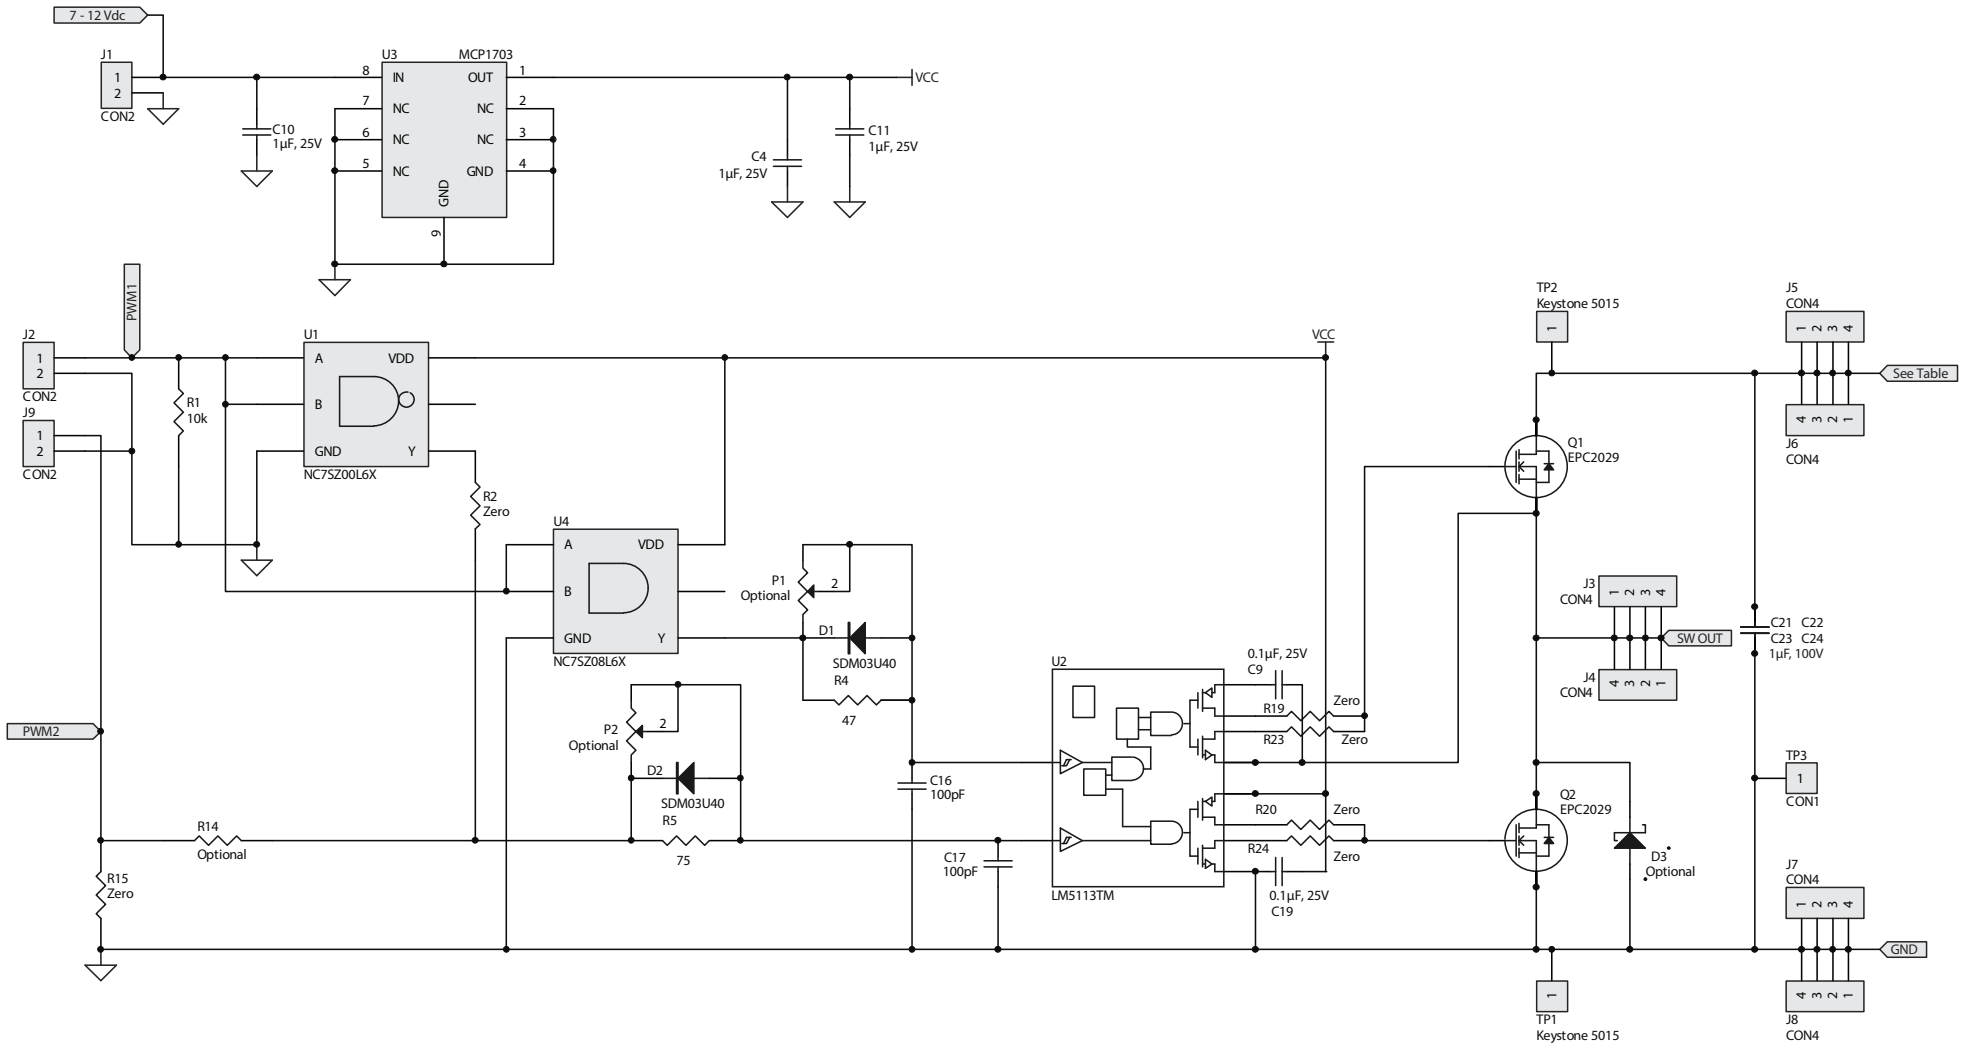 7 - 12 Vdc
J1
1
2
CON2
C10
1µF, 25V
U3
MCP1703
8
IN
OUT
1
7
NC
NC
2
6
NC
NC
3
5
NC
GND
4
GND
9
C4
1µF, 25V
C11
1µF, 25V
VCC
PWM1
J2
1
2
CON2
J9
1
2
CON2
R1
10k
U1
A
VDD
B
GND
Y
NC7SZ00L6X
R2
Zero
U4
A
VDD
B
GND
Y
NC7SZ08L6X
P1
Optional
2
D1
SDM03U40
R4
47
P2
Optional
2
D2
SDM03U40
R5
75
PWM2
R14
Optional
R15
Zero
C16
100pF
C17
100pF
U2
LM5113TM
0.1µF, 25V
C9
R19
Zero
R23
Zero
R20
Zero
R24
Zero
0.1µF, 25V
C19
VCC
TP2
Keystone 5015
1
J5
CON4
1 2 3 4
See Table
4 3 2 1
J6
CON4
Q1
EPC2029
J3
CON4
1 2 3 4
SW OUT
J4
CON4
4 3 2 1
C21 C22
C23 C24
1µF, 100V
TP3
1
CON1
Q2
EPC2029
D3
Optional
J7
CON4
1 2 3 4
GND
4 3 2 1
J8
CON4
1
TP1
Keystone 5015